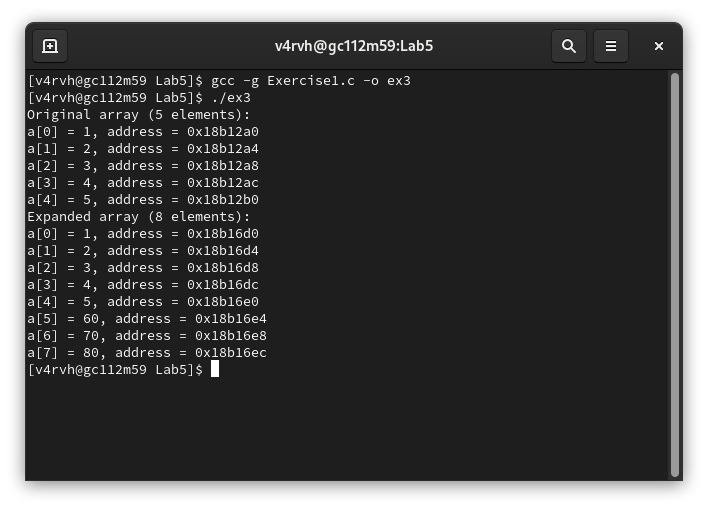 v4rvh@gc112m59:Lab5
[v4rvh@gc112m59 Lab5]$ gcc -g Exercise1.c -o ex3
[v4rvh@gc112m59 Lab5]$ ./ex3
Original array (5 elements):
a[0] = 1, address = 0x18b12a0
a[1] = 2, address = 0x18b12a4
a[2] = 3, address = 0x18b12a8
a[3] = 4, address = 0x18b12ac
a[4] = 5, address = 0x18b12b0
Expanded array (8 elements):
a[0] = 1, address = 0x18b16d0
a[1] = 2, address = 0x18b16d4
a[2] = 3, address = 0x18b16d8
a[3] = 4, address = 0x18b16dc
a[4] = 5, address = 0x18b16e0
a[5] = 60, address = 0x18b16e4
a[6] = 70, address = 0x18b16e8
a[7] = 80, address = 0x18b16ec
[v4rvh@gc112m59 Lab5]$